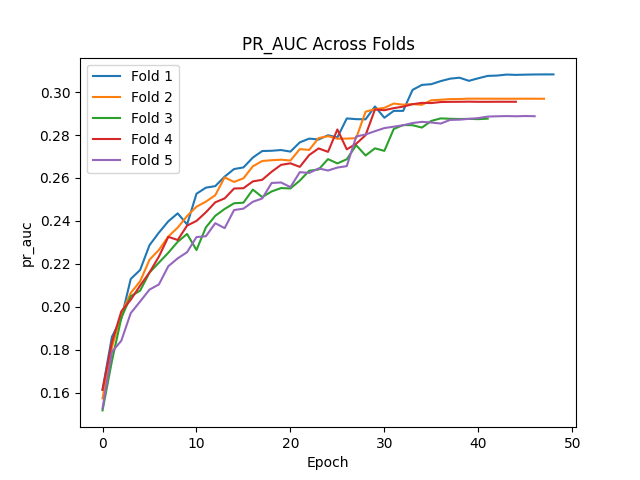 PR_AUC Across Folds
Fold 1
Fold 2
Fold 3
Fold 4
Fold 5
pr_auc
0.30
0.28
0.26
0.24
0.22
0.20
0.18
0.16
0 10 20 30 40 50
Epoch